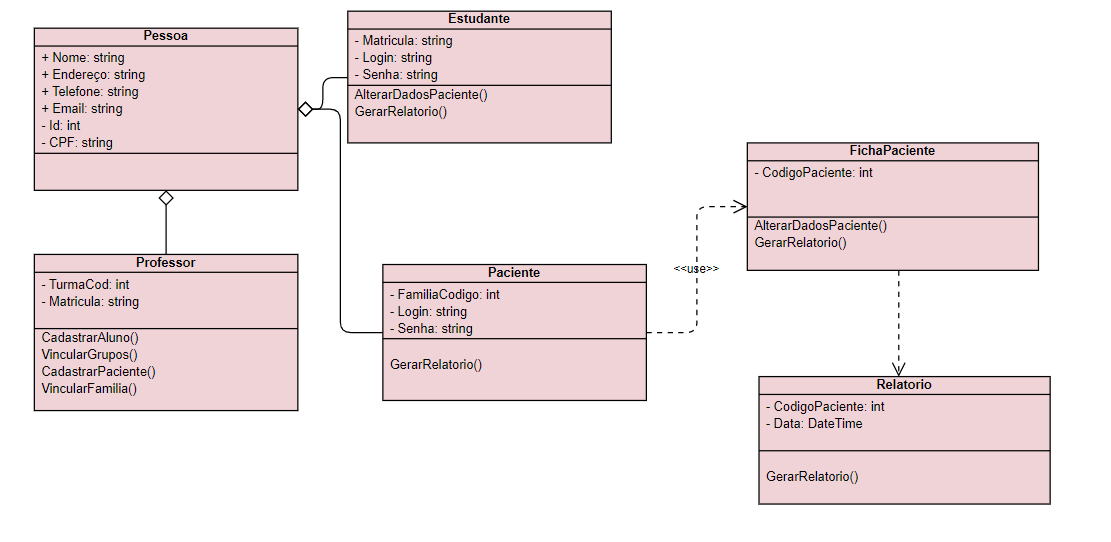 Pessoa
+ Nome: string
+ Endereço: string
+ Telefone: string
+ Email: string
- Id: int
- CPF: string
Estudante
- Matricula: string
- Login: string
- Senha: string
AlterarDadosPaciente()
GerarRelatorio()
Professor
- TurmaCod: int
- Matricula: string
CadastrarAluno()
VincularGrupos()
CadastrarPaciente()
VincularFamilia()
Paciente
- FamiliaCodigo: int
- Login: string
- Senha: string
GerarRelatorio()
<<use>>
FichaPaciente
- CodigoPaciente: int
AlterarDadosPaciente()
GerarRelatorio()
Relatorio
- CodigoPaciente: int
- Data: DateTime
GerarRelatorio()